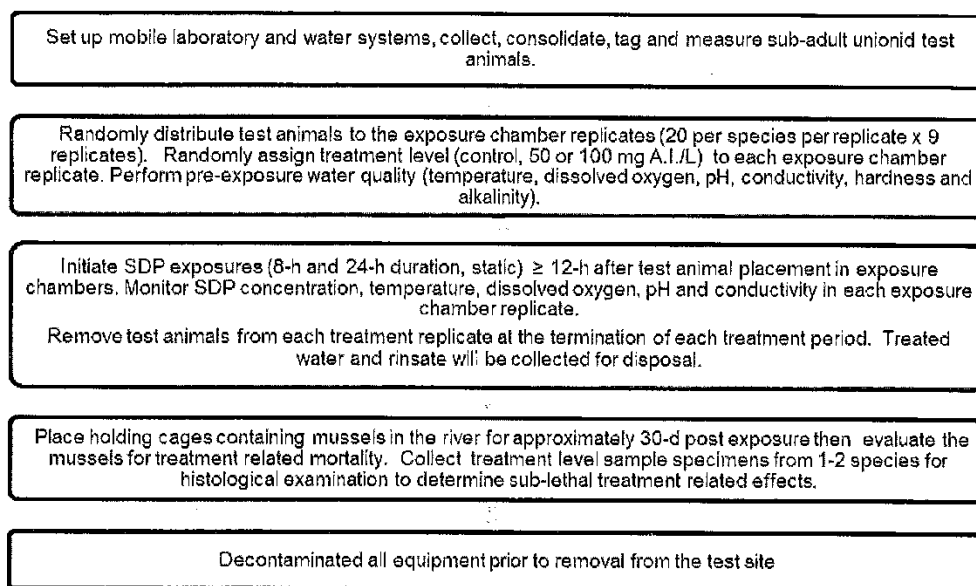 Set up mobile laboratory and water systems, collect, consolidate, tag and measure sub-adult unionid test
animals.
Randomly distribute test animals to the exposure chamber replicates (20 per species per replicate x 9
replicates). Randomly assign treatment level (control, 50 or 100 mg A.I./L) to each exposure chamber
replicate. Perform pre-exposure water quality (temperature, dissolved oxygen, pH, conductivity, hardness and
alkalinity).
Initiate SDP exposures (8-h and 24-h duration, static) ≥ 12-h after test animal placement in exposure
chambers. Monitor SDP concentration, temperature, dissolved oxygen, pH and conductivity in each exposure
chamber replicate.
Remove test animals from each treatment replicate at the termination of each treatment period. Treated
water and rinsate will be collected for disposal.
Place holding cages containing mussels in the river for approximately 30-d post exposure then evaluate the
mussels for treatment related mortality. Collect treatment level sample specimens from 1-2 species for
histological examination to determine sub-lethal treatment related effects.
Decontaminated all equipment prior to removal from the test site